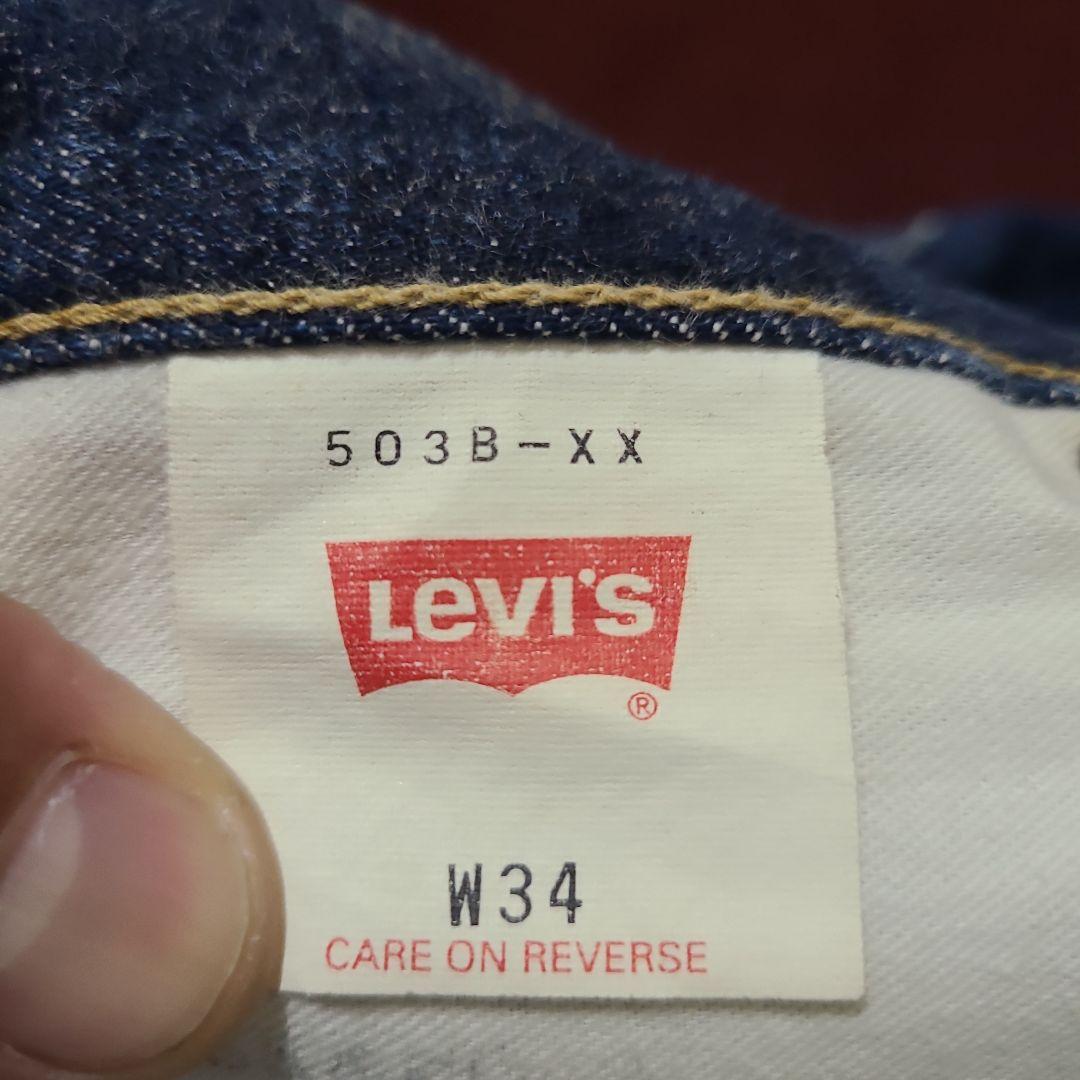 503B-XX
Levi's
®
W34
CARE ON REVERSE